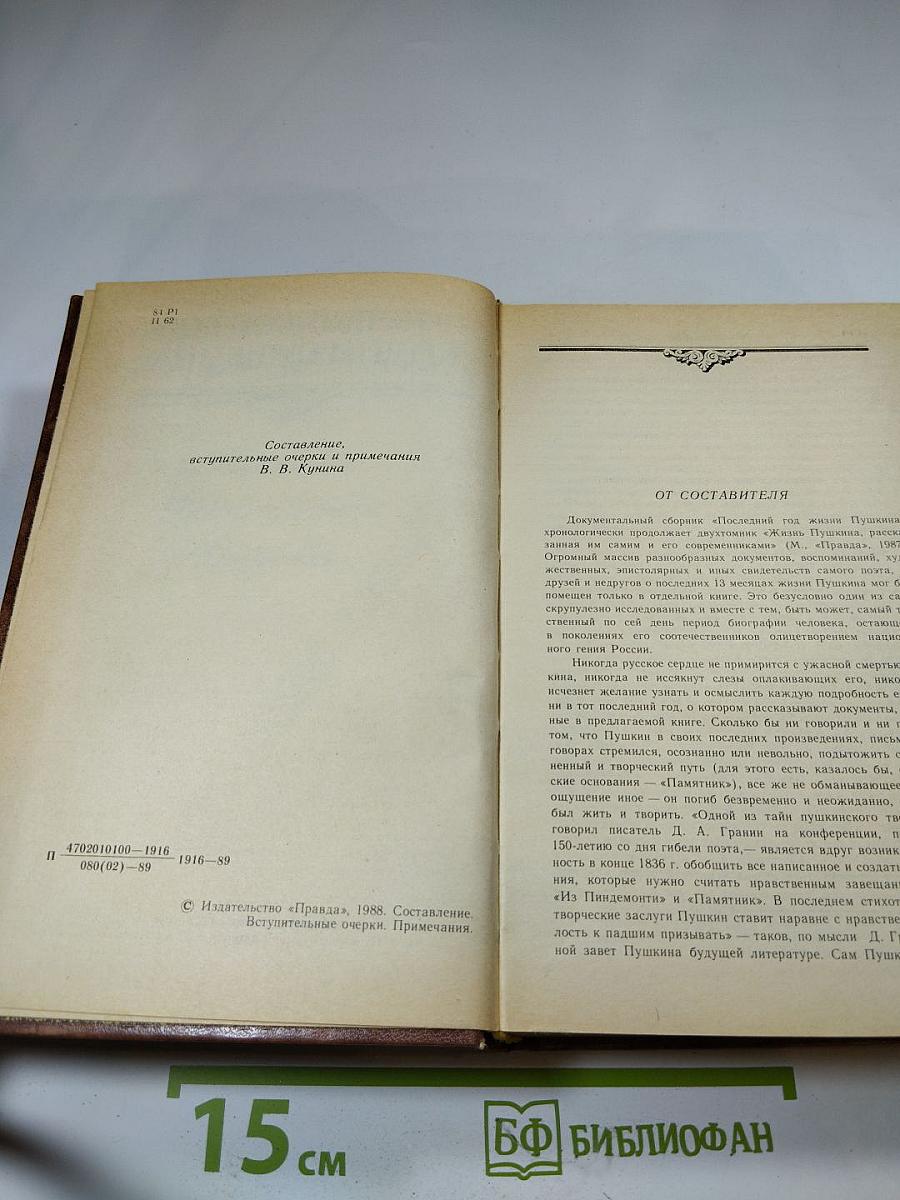 84 Р1
П 62
Составление,
вступительные очерки и примечания
В. В. Кунина
П 4702010100—1916
080(02)—89
1916—89
© Издательство «Правда», 1988. Составление.
Вступительные очерки. Примечания.
ОТ СОСТАВИТЕЛЯ
Документальный сборник «Последний год жизни Пушкина
хронологически продолжает двухтомник «Жизнь Пушкина, расска-
занная им самим и его современниками» (М., «Правда», 1987
Огромный массив разнообразных документов, воспоминаний, худ
жественных, эпистолярных и иных свидетельств самого поэта,
друзей и недругов о последних 13 месяцах жизни Пушкина мог б
помещен только в отдельной книге. Это безусловно один из са
скрупулезно исследованных и вместе с тем, быть может, самый т
ственный по сей день период биографии человека, остающе
в поколениях его соотечественников олицетворением нацио
ного гения России.
Никогда русское сердце не примирится с ужасной смертью
кина, никогда не иссякнут слезы оплакивающих его, нико
исчезнет желание узнать и осмыслить каждую подробность е
ни в тот последний год, о котором рассказывают документы,
ные в предлагаемой книге. Сколько бы ни говорили и ни п
том, что Пушкин в своих последних произведениях, письм
говорах стремился, осознанно или невольно, подытожить с
ненный и творческий путь (для этого есть, казалось бы,
ские основания — «Памятник»), все же не обманывающее
ощущение иное — он погиб безвременно и неожиданно,
был жить и творить. «Одной из тайн пушкинского тво
говорил писатель Д. А. Гранин на конференции, п
150-летию со дня гибели поэта,— является вдруг возник
ность в конце 1836 г. обобщить все написанное и создат
ния, которые нужно считать нравственным завещан
«Из Пиндемонти» и «Памятник». В последнем стихот
творческие заслуги Пушкин ставит наравне с нравстве
лость к падшим призывать» — таков, по мысли Д. Г
ной завет Пушкина будущей литературе. Сам Пушк
15 см
БФ БИБЛИОФАН